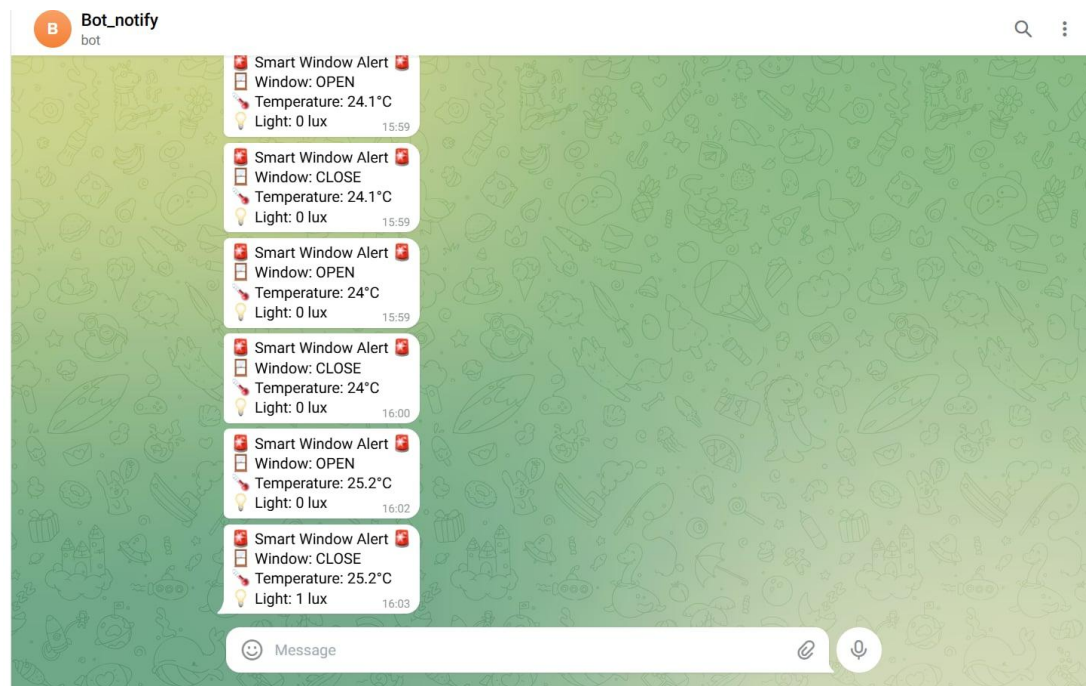 B
Bot_notify
bot
🚨 Smart Window Alert 🚨
🪟 Window: OPEN
🌡️ Temperature: 24.1°C
💡 Light: 0 lux 15:59
🚨 Smart Window Alert 🚨
🪟 Window: CLOSE
🌡️ Temperature: 24.1°C
💡 Light: 0 lux 15:59
🚨 Smart Window Alert 🚨
🪟 Window: OPEN
🌡️ Temperature: 24°C
💡 Light: 0 lux 15:59
🚨 Smart Window Alert 🚨
🪟 Window: CLOSE
🌡️ Temperature: 24°C
💡 Light: 0 lux 16:00
🚨 Smart Window Alert 🚨
🪟 Window: OPEN
🌡️ Temperature: 25.2°C
💡 Light: 0 lux 16:02
🚨 Smart Window Alert 🚨
🪟 Window: CLOSE
🌡️ Temperature: 25.2°C
💡 Light: 1 lux 16:03
Message